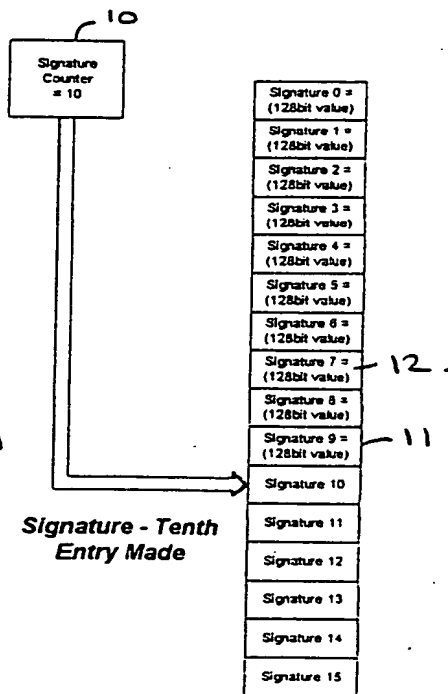 10
Signature
Counter
= 10
Signature 0 =
(128bit value)
Signature 1 =
(128bit value)
Signature 2 =
(128bit value)
Signature 3 =
(128bit value)
Signature 4 =
(128bit value)
Signature 5 =
(128bit value)
Signature 6 =
(128bit value)
Signature 7 =
(128bit value)
12
Signature 8 =
(128bit value)
Signature 9 =
(128bit value)
11
Signature 10
Signature - Tenth
Entry Made
Signature 11
Signature 12
Signature 13
Signature 14
Signature 15